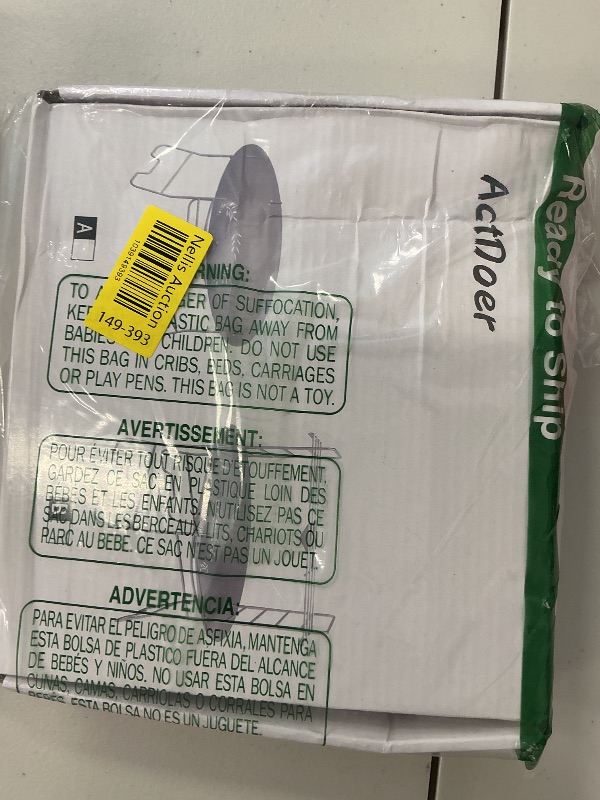 Ready to Ship
ActDoer
A
Nellis Auction
1039149393
149-393
RNING:
TO A GER OF SUFFOCATION,
KE ASTIC BAG AWAY FROM
BABIES CHILDREN. DO NOT USE
THIS BAG IN CRIBS, BEDS, CARRIAGES
OR PLAY PENS. THIS BAG IS NOT A TOY.
AVERTISSEMENT:
POUR ÉVITER TOUT RISQUE D'ÉTOUFFEMENT,
GARDEZ CE SAC EN PLASTIQUE LOIN DES
BÉBÉS ET LES ENFANTS. N'UTILISEZ PAS CE
SAC DANS LES BERCEAUX, LITS, CHARIOTS OU
PARC AU BEBE. CE SAC N'EST PAS UN JOUET.
ADVERTENCIA:
PARA EVITAR EL PELIGRO DE ASFIXIA, MANTENGA
ESTA BOLSA DE PLASTICO FUERA DEL ALCANCE
DE BEBÉS Y NIÑOS. NO USAR ESTA BOLSA EN
CUNAS, CAMAS, CARRIOLAS O CORRALES PARA
BEBÉS. ESTA BOLSA NO ES UN JUGUETE.